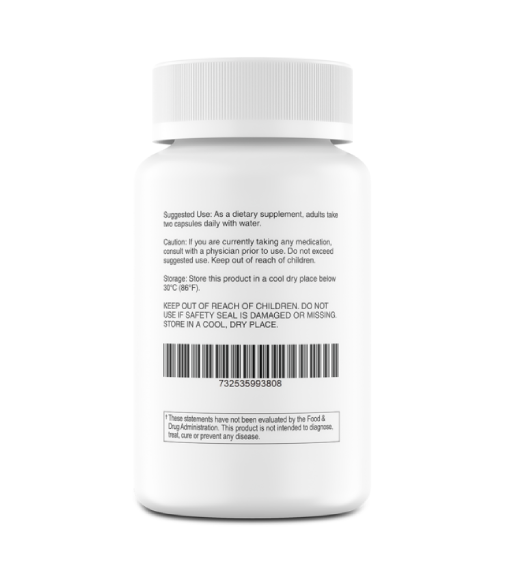 Suggested Use: As a dietary supplement, adults take
two capsules daily with water.
Caution: If you are currently taking any medication,
consult with a physician prior to use. Do not exceed
suggested use. Keep out of reach of children.
Storage: Store this product in a cool dry place below
30°C (86°F).
KEEP OUT OF REACH OF CHILDREN. DO NOT
USE IF SAFETY SEAL IS DAMAGED OR MISSING.
STORE IN A COOL, DRY PLACE.
732535993808
† These statements have not been evaluated by the Food &
Drug Administration. This product is not intended to diagnose,
treat, cure or prevent any disease.